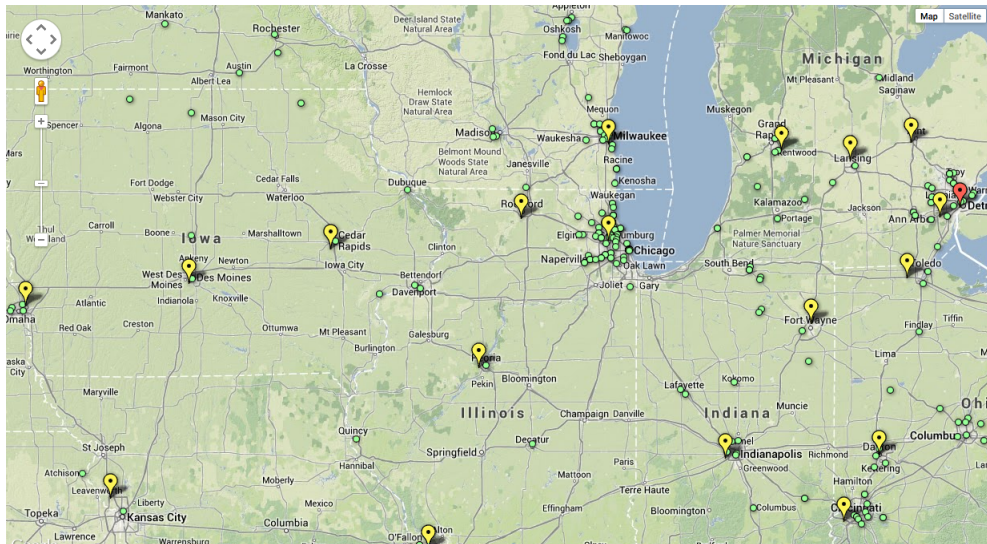 Mankato
Rochester
Deer Island State
Natural Area
Appleton
Oshkosh
Manitowoc
Map
Satellite
Fond du Lac
Sheboygan
Worthington
Fairmont
Albert Lea
Austin
La Crosse
Michigan
Mt Pleasant
Midland
Saginaw
Hemlock
Draw State
Natural Area
Mequon
Muskegon
Spencer
Algona
Mason City
Madison
Waukesha
Milwaukee
Grand
Kentwood
Lansing
Belmont Mound
Woods State
Natural Area
Janesville
Racine
Kenosha
Fort Dodge
Webster City
Cedar Falls
Waterloo
Dubuque
Waukegan
Kalamazoo
Portage
Jackson
Ann Arbor
Carroll
Boone
Iowa
Marshalltown
Cedar
Rapids
Clinton
Elgin
Chicago
Naperville
Oak Lawn
Palmer Memorial
Nature Sanctuary
Ankeny
Newton
Iowa City
West Des
Moines
Des Moines
Bettendorf
Davenport
Joliet
Gary
South Bend
Toledo
Omaha
Atlantic
Indianola
Knoxville
Red Oak
Creston
Ottumwa
Mt Pleasant
Galesburg
Fort Wayne
Findlay
Tiffin
Burlington
Peoria
Lima
Maryville
Pekin
Bloomington
Lafayette
Kokomo
Illinois
Champaign
Danville
Indiana
Muncie
St Joseph
Quincy
Decatur
Springfield
Indianapolis
Richmond
Dayton
Kettering
Atchison
Leavenworth
Hannibal
Mattoon
Paris
Greenwood
Liberty
Moberly
Mexico
Terre Haute
Hamilton
Topeka
Kansas City
Columbia
Effingham
Bloomington
Columbus
Cincinnati
Lawrence
Warrensburg
O'Fallon
Alton